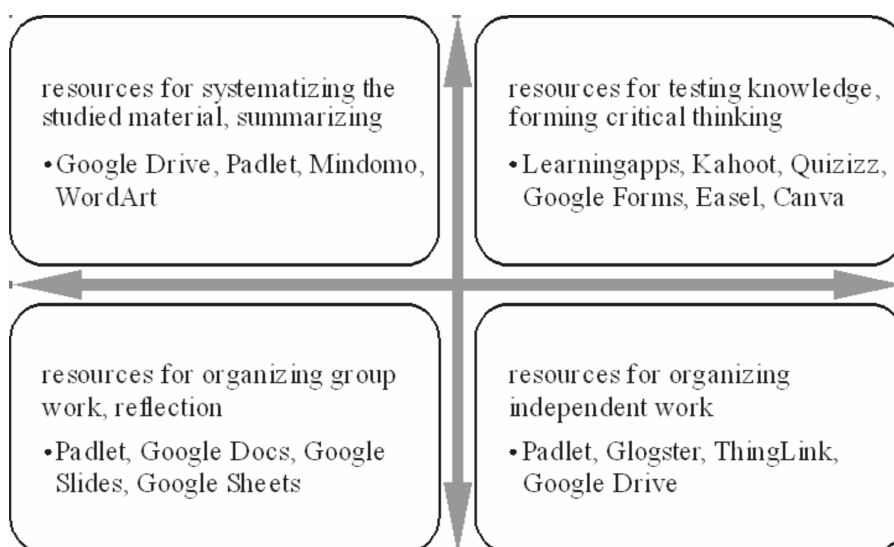 resources for systematizing the
studied material, summarizing
•Google Drive, Padlet, Mindomo,
WordArt
resources for testing knowledge,
forming critical thinking
•Learningapps, Kahoot, Quizizz,
Google Forms, Easel, Canva
resources for organizing group
work, reflection
•Padlet, Google Docs, Google
Slides, Google Sheets
resources for organizing
independent work
•Padlet, Glogster, ThingLink,
Google Drive